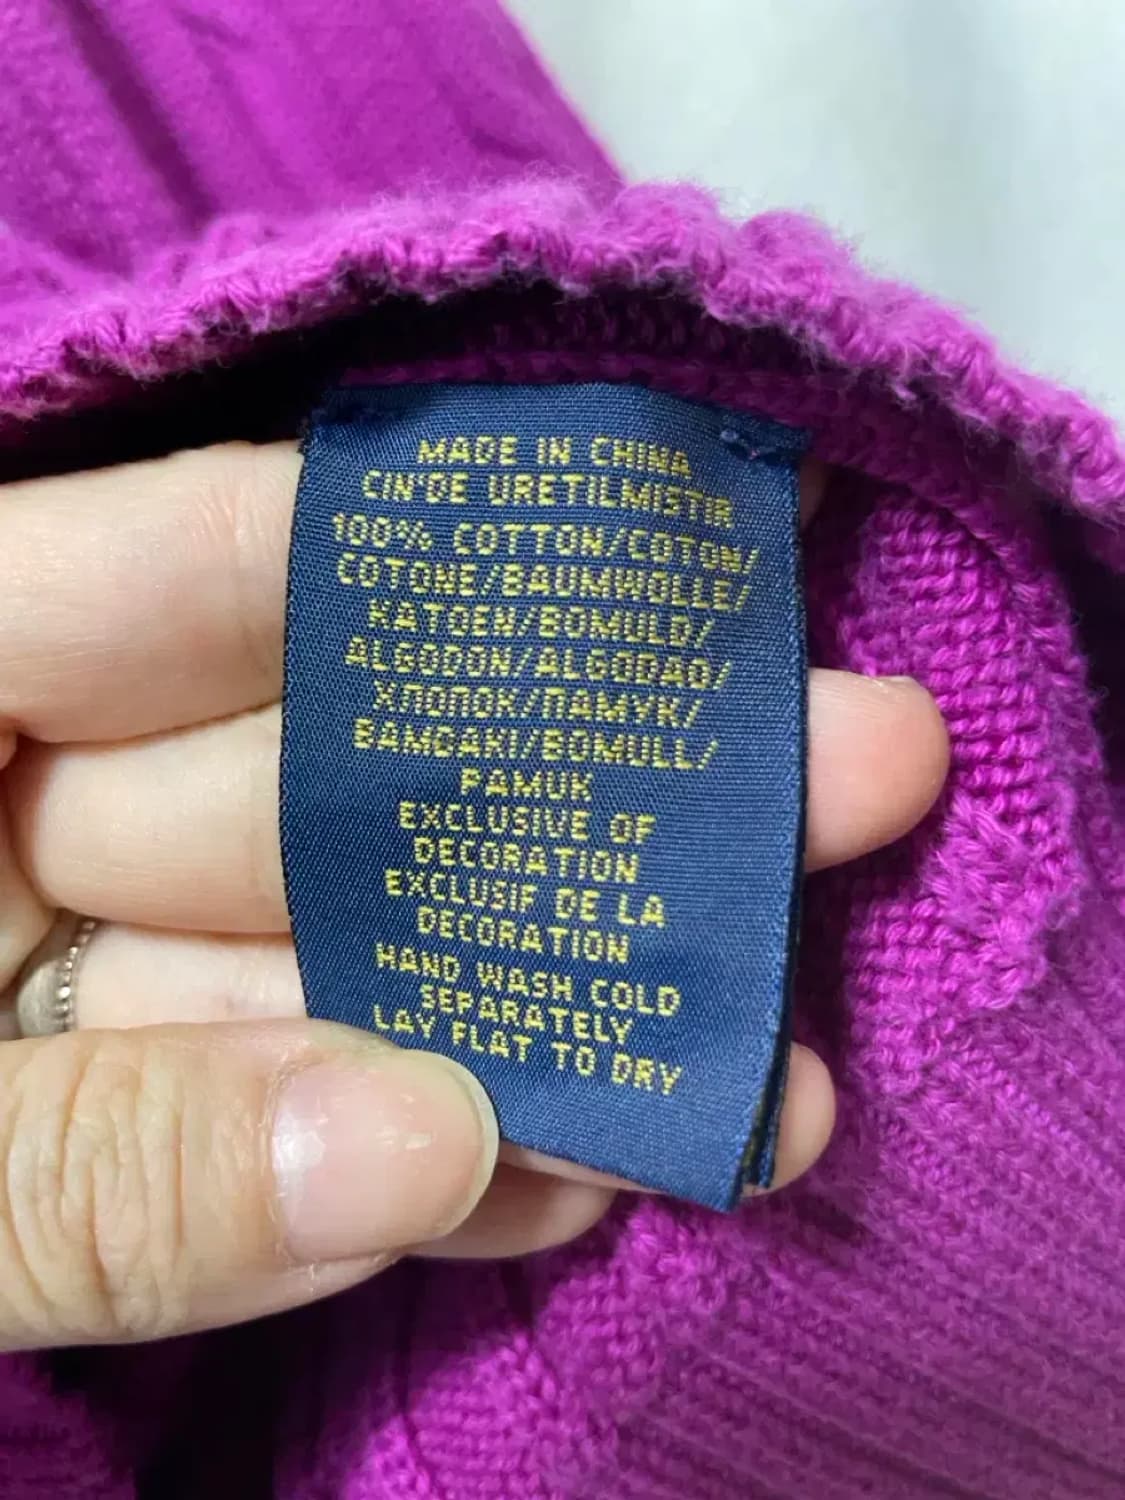 MADE IN CHINA
CIN'DE URETILMISTIR
100% COTTON/COTON/
COTONE/BAUMWOLLE/
KATOEN/BOMULD/
ALGODON/ALGODAO/
ХЛОПОК/ПАМУК/
BAMBAKI/BOMULL/
PAMUK
EXCLUSIVE OF
DECORATION
EXCLUSIF DE LA
DECORATION
HAND WASH COLD
SEPARATELY
LAY FLAT TO DRY